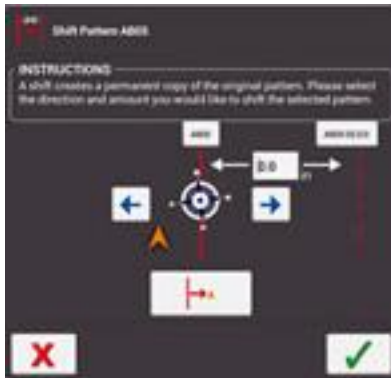 Shift Pattern AB05
INSTRUCTIONS
A shift creates a permanent copy of the original pattern. Please select
the direction and amount you would like to shift the selected pattern
AB05
0.0
in